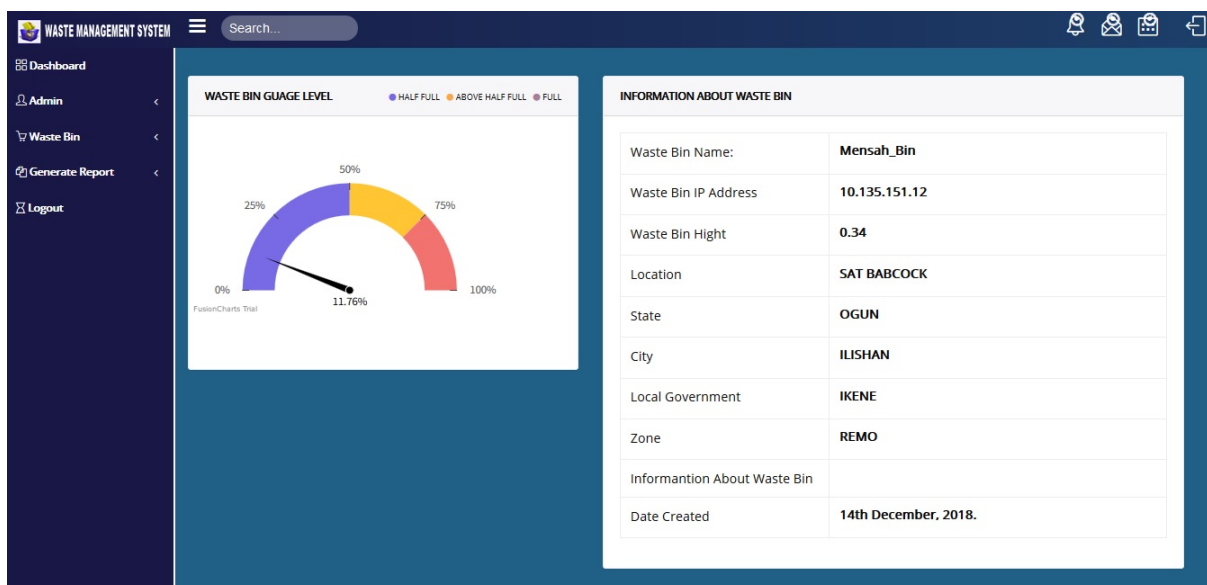 WASTE MANAGEMENT SYSTEM
Search...
Dashboard
Admin
Waste Bin
Generate Report
Logout
WASTE BIN GUAGE LEVEL
HALF FULL ABOVE HALF FULL FULL
50%
25% 75%
0% 100%
11.76%
FusionCharts Trial
INFORMATION ABOUT WASTE BIN
Waste Bin Name: Mensah_Bin
Waste Bin IP Address 10.135.151.12
Waste Bin Hight 0.34
Location SAT BABCOCK
State OGUN
City ILISHAN
Local Government IKENE
Zone REMO
Informantion About Waste Bin
Date Created 14th December, 2018.